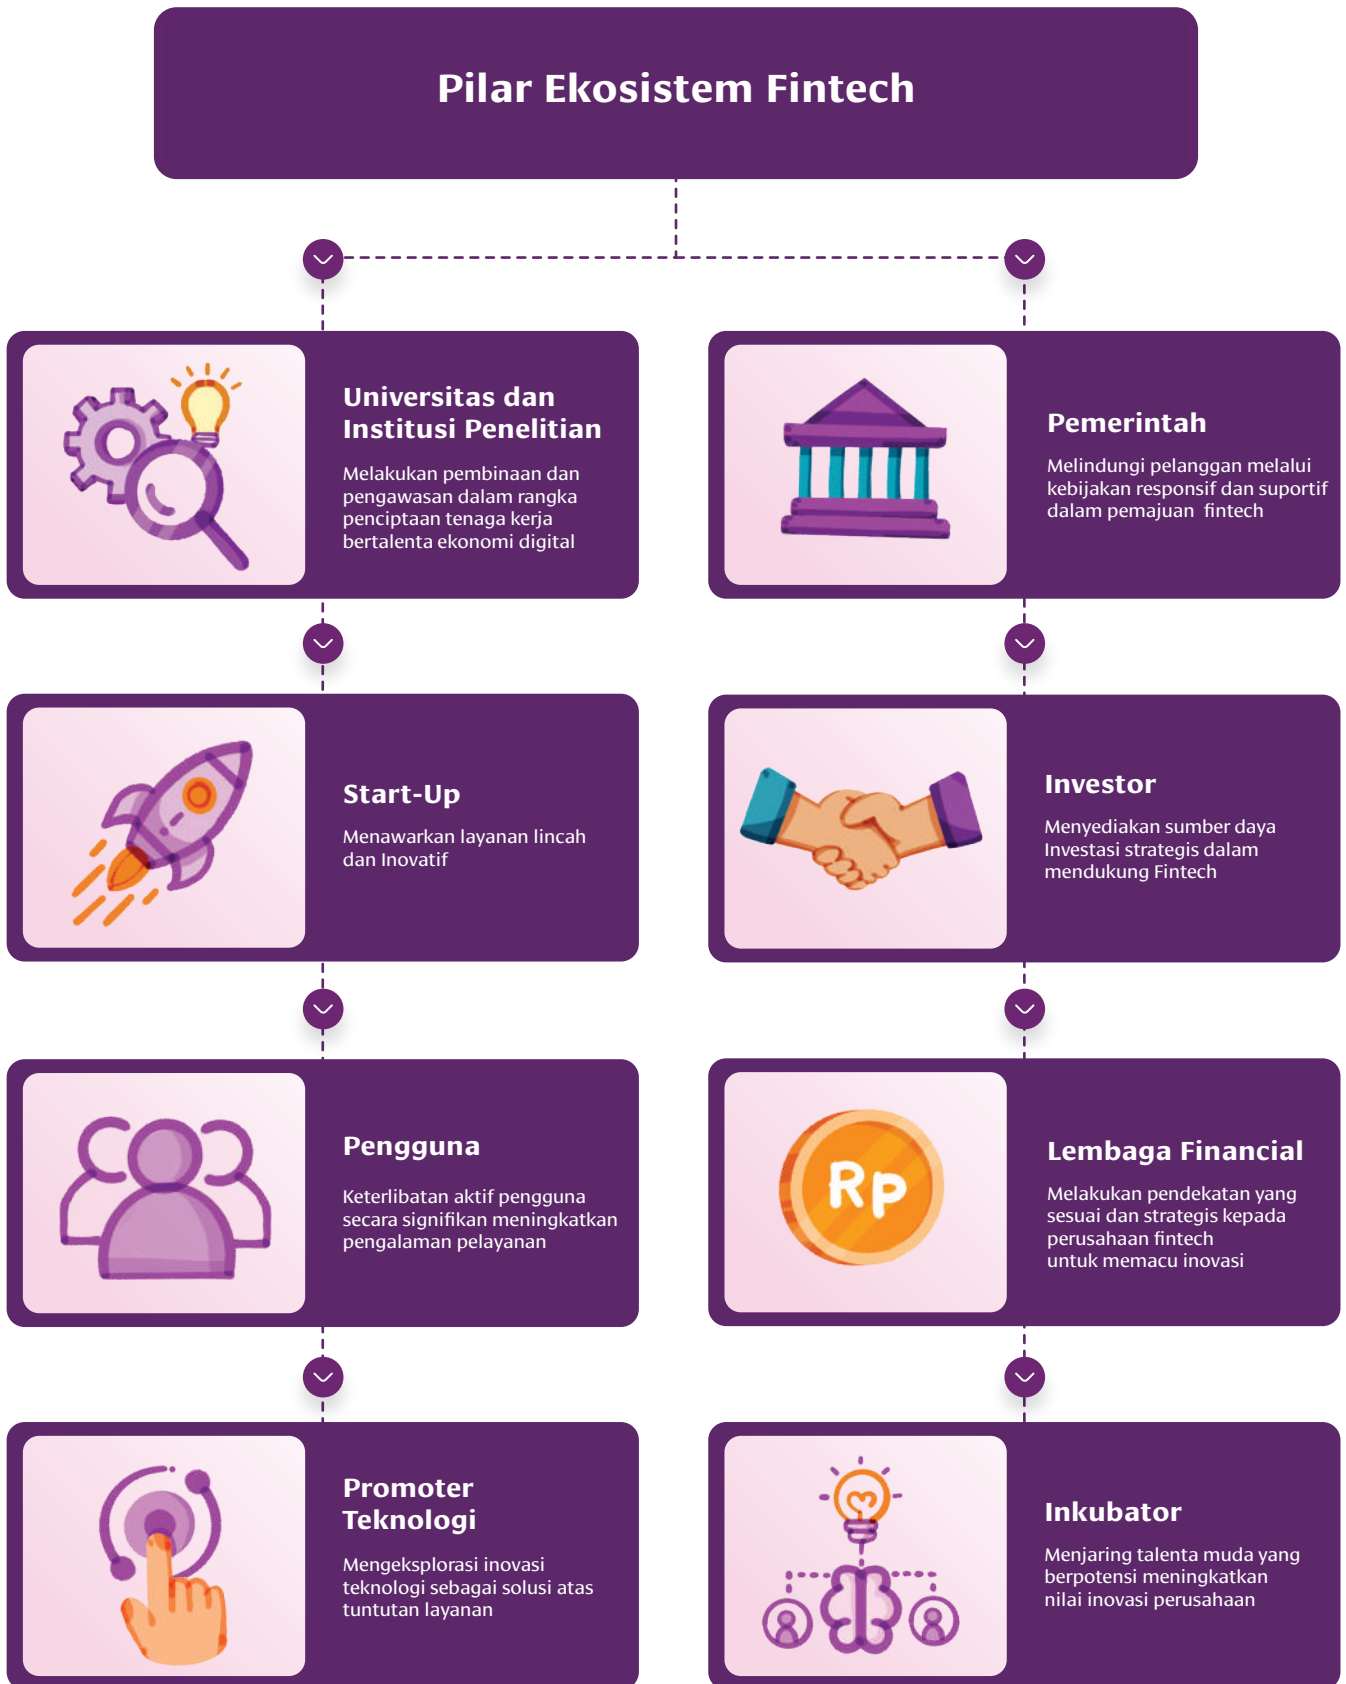 Pilar Ekosistem Fintech
Universitas dan
Institusi Penelitian
Melakukan pembinaan dan
pengawasan dalam rangka
penciptaan tenaga kerja
bertalenta ekonomi digital
Pemerintah
Melindungi pelanggan melalui
kebijakan responsif dan suportif
dalam pemajuan fintech
Start-Up
Menawarkan layanan lincah
dan Inovatif
Investor
Menyediakan sumber daya
Investasi strategis dalam
mendukung Fintech
Pengguna
Keterlibatan aktif pengguna
secara signifikan meningkatkan
pengalaman pelayanan
Rp
Lembaga Financial
Melakukan pendekatan yang
sesuai dan strategis kepada
perusahaan fintech
untuk memacu inovasi
Promoter
Teknologi
Mengeksplorasi inovasi
teknologi sebagai solusi atas
tuntutan layanan
Inkubator
Menjaring talenta muda yang
berpotensi meningkatkan
nilai inovasi perusahaan